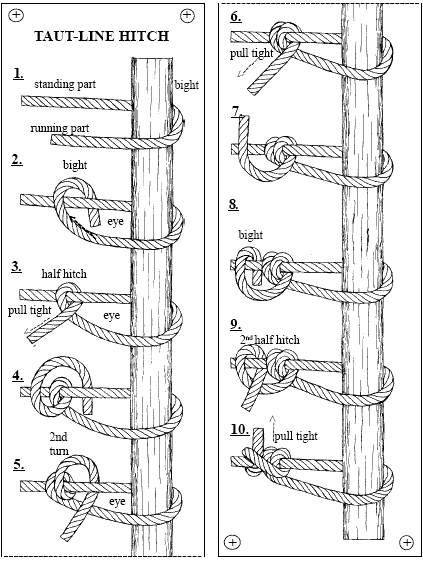 TAUT-LINE HITCH
1.
standing part
bight
running part
2.
bight
eye
3.
half hitch
pull tight
eye
4.
2nd
turn
5.
eye
6.
pull tight
7.
8.
bight
9.
2nd half hitch
10.
pull tight